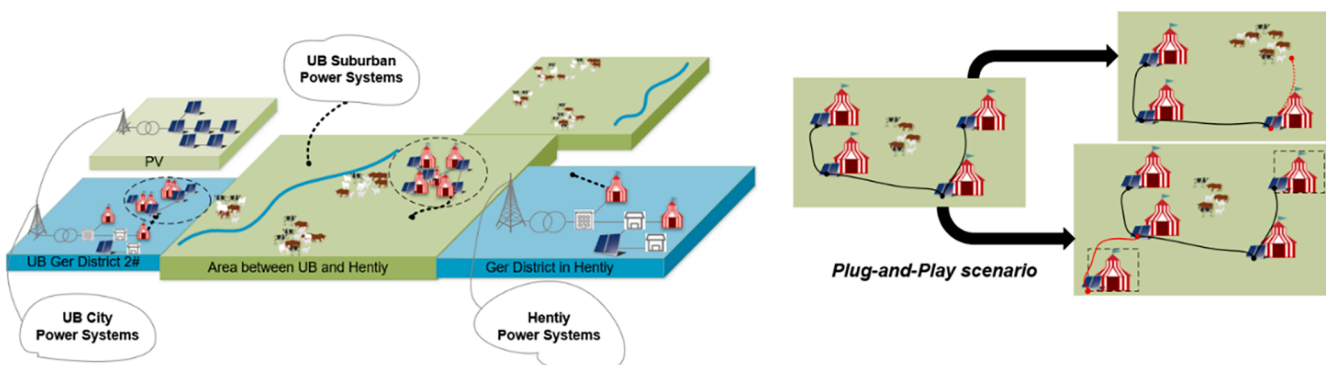 UB Suburban
Power Systems
PV
UB Ger District 2#
Area between UB and Hentiy
Ger District in Hentiy
UB City
Power Systems
Hentiy
Power Systems
Plug-and-Play scenario